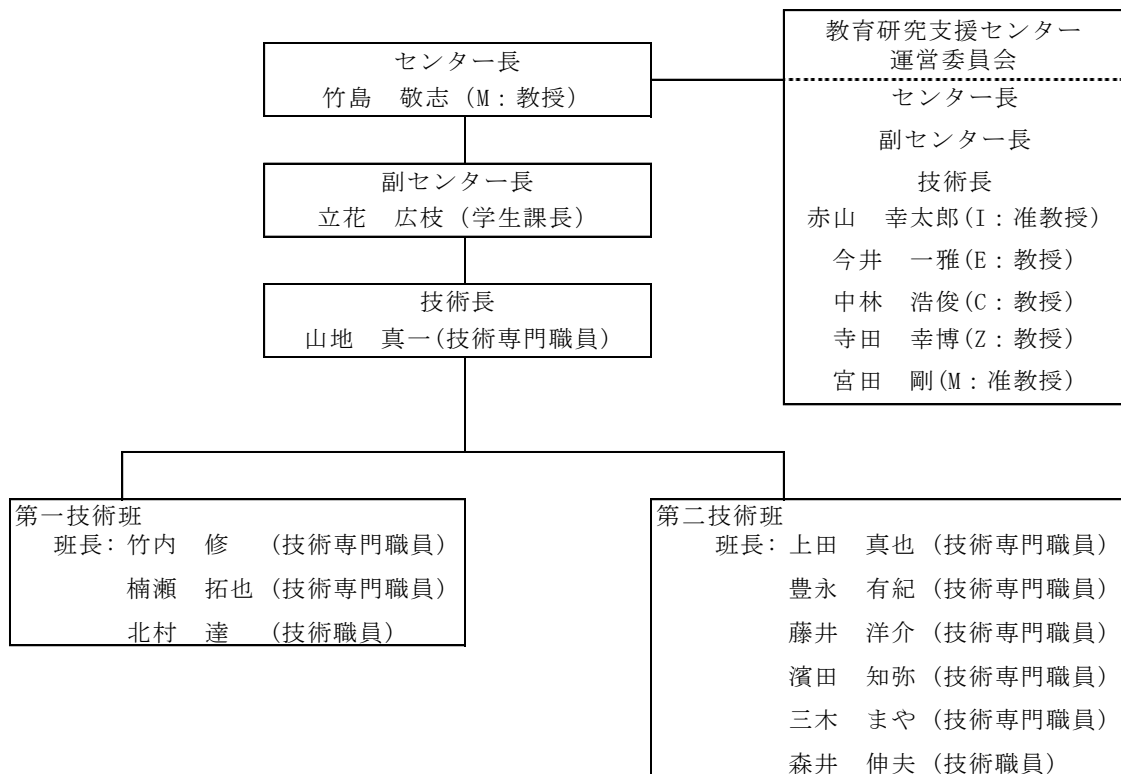 センター長
竹島 敬志 (M:教授)
副センター長
立花 広枝 (学生課長)
技術長
山地 真一(技術専門職員)
教育研究支援センター
運営委員会
センター長
副センター長
技術長
赤山 幸太郎(I:准教授)
今井 一雅(E:教授)
中林 浩俊(C:教授)
寺田 幸博(Z:教授)
宮田 剛(M:准教授)
第一技術班
班長:竹内 修 (技術専門職員)
楠瀬 拓也 (技術専門職員)
北村 達 (技術職員)
第二技術班
班長:上田 真也 (技術専門職員)
豊永 有紀 (技術専門職員)
藤井 洋介 (技術専門職員)
濱田 知弥 (技術専門職員)
三木 まや (技術専門職員)
森井 伸夫 (技術職員)